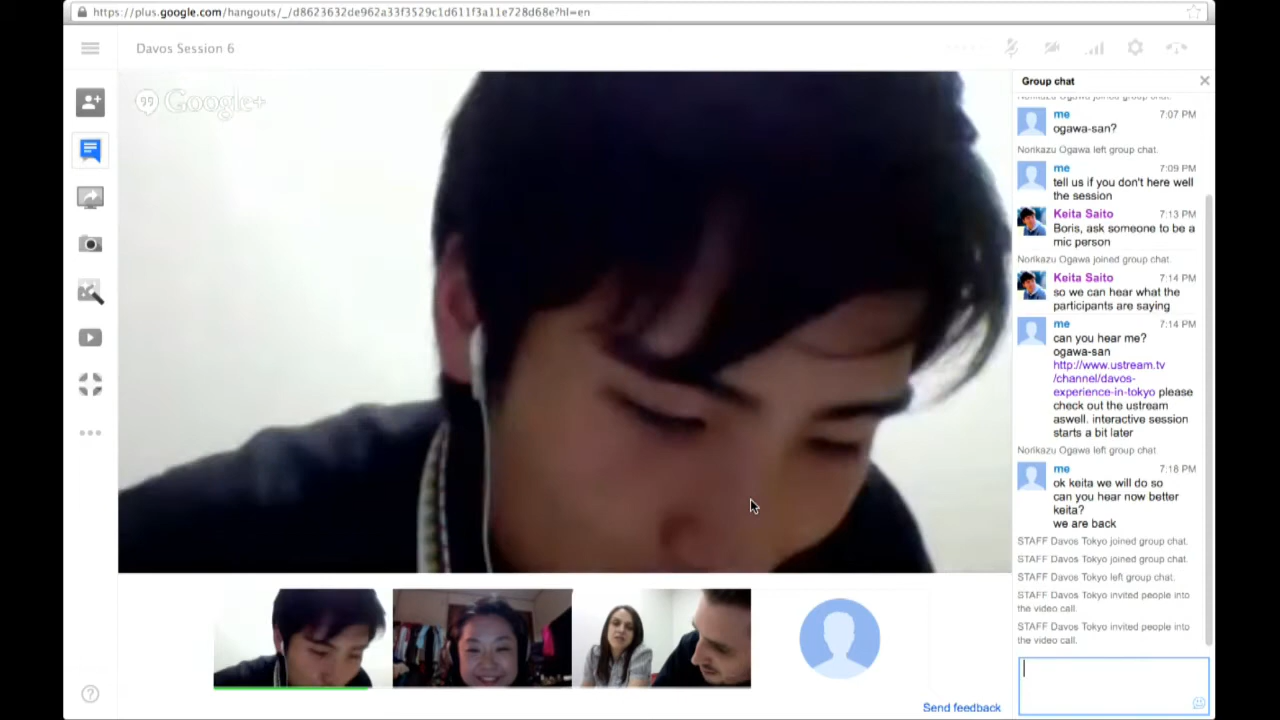 https://plus.google.com/hangouts/_/d8623632de962a33f3529c1d611f3a11e728d68e?hl=en
Davos Session 6
Google+
Group chat
Norikazu Ogawa joined group chat.
me 7:07 PM
ogawa-san?
Norikazu Ogawa left group chat.
me 7:09 PM
tell us if you don't here well
the session
Keita Saito 7:13 PM
Boris, ask someone to be a
mic person
Norikazu Ogawa joined group chat.
Keita Saito 7:14 PM
so we can hear what the
participants are saying
me 7:14 PM
can you hear me?
ogawa-san
http://www.ustream.tv
/channel/davos-
experience-in-tokyo please
check out the ustream
aswell. interactive session
starts a bit later
Norikazu Ogawa left group chat.
me 7:18 PM
ok keita we will do so
can you hear now better
keita?
we are back
STAFF Davos Tokyo joined group chat.
STAFF Davos Tokyo joined group chat.
STAFF Davos Tokyo left group chat.
STAFF Davos Tokyo invited people into
the video call.
STAFF Davos Tokyo invited people into
the video call.
Send feedback